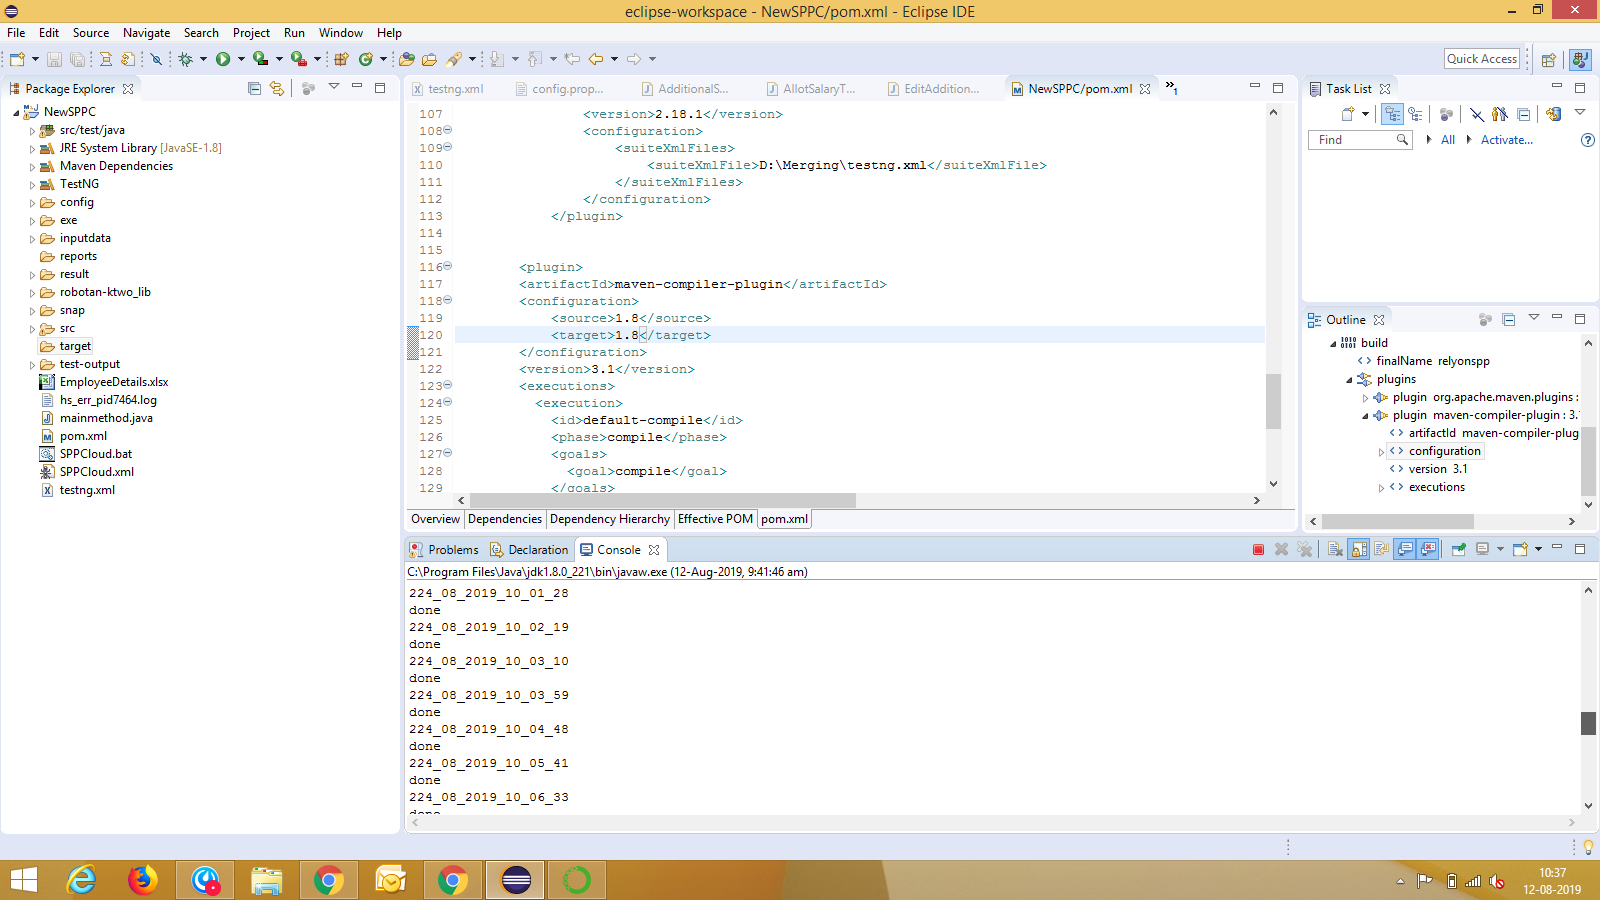 eclipse-workspace - NewSPPC/pom.xml - Eclipse IDE
File Edit Source Navigate Search Project Run Window Help
Quick Access
Package Explorer
NewSPPC
src/test/java
JRE System Library [JavaSE-1.8]
Maven Dependencies
TestNG
config
exe
inputdata
reports
result
robotan-ktwo_lib
snap
src
target
test-output
EmployeeDetails.xlsx
hs_err_pid7464.log
mainmethod.java
pom.xml
SPPCloud.bat
SPPCloud.xml
testng.xml
testng.xml config.prop... AdditionalS... AllotSalaryT... EditAddition... NewSPPC/pom.xml »1
107 <version>2.18.1</version>
108 <configuration>
109 <suiteXmlFiles>
110 <suiteXmlFile>D:\Merging\testng.xml</suiteXmlFile>
111 </suiteXmlFiles>
112 </configuration>
113 </plugin>
114
115
116 <plugin>
117 <artifactId>maven-compiler-plugin</artifactId>
118 <configuration>
119 <source>1.8</source>
120 <target>1.8</target>
121 </configuration>
122 <version>3.1</version>
123 <executions>
124 <execution>
125 <id>default-compile</id>
126 <phase>compile</phase>
127 <goals>
128 <goal>compile</goal>
129 </goals>
Overview Dependencies Dependency Hierarchy Effective POM pom.xml
Task List
Find All Activate...
Outline
build
finalName relyonspp
plugins
plugin org.apache.maven.plugins :
plugin maven-compiler-plugin : 3.
artifactId maven-compiler-plug
configuration
version 3.1
executions
Problems Declaration Console
C:\Program Files\Java\jdk1.8.0_221\bin\javaw.exe (12-Aug-2019, 9:41:46 am)
224_08_2019_10_01_28
done
224_08_2019_10_02_19
done
224_08_2019_10_03_10
done
224_08_2019_10_03_59
done
224_08_2019_10_04_48
done
224_08_2019_10_05_41
done
224_08_2019_10_06_33
done
10:37
12-08-2019